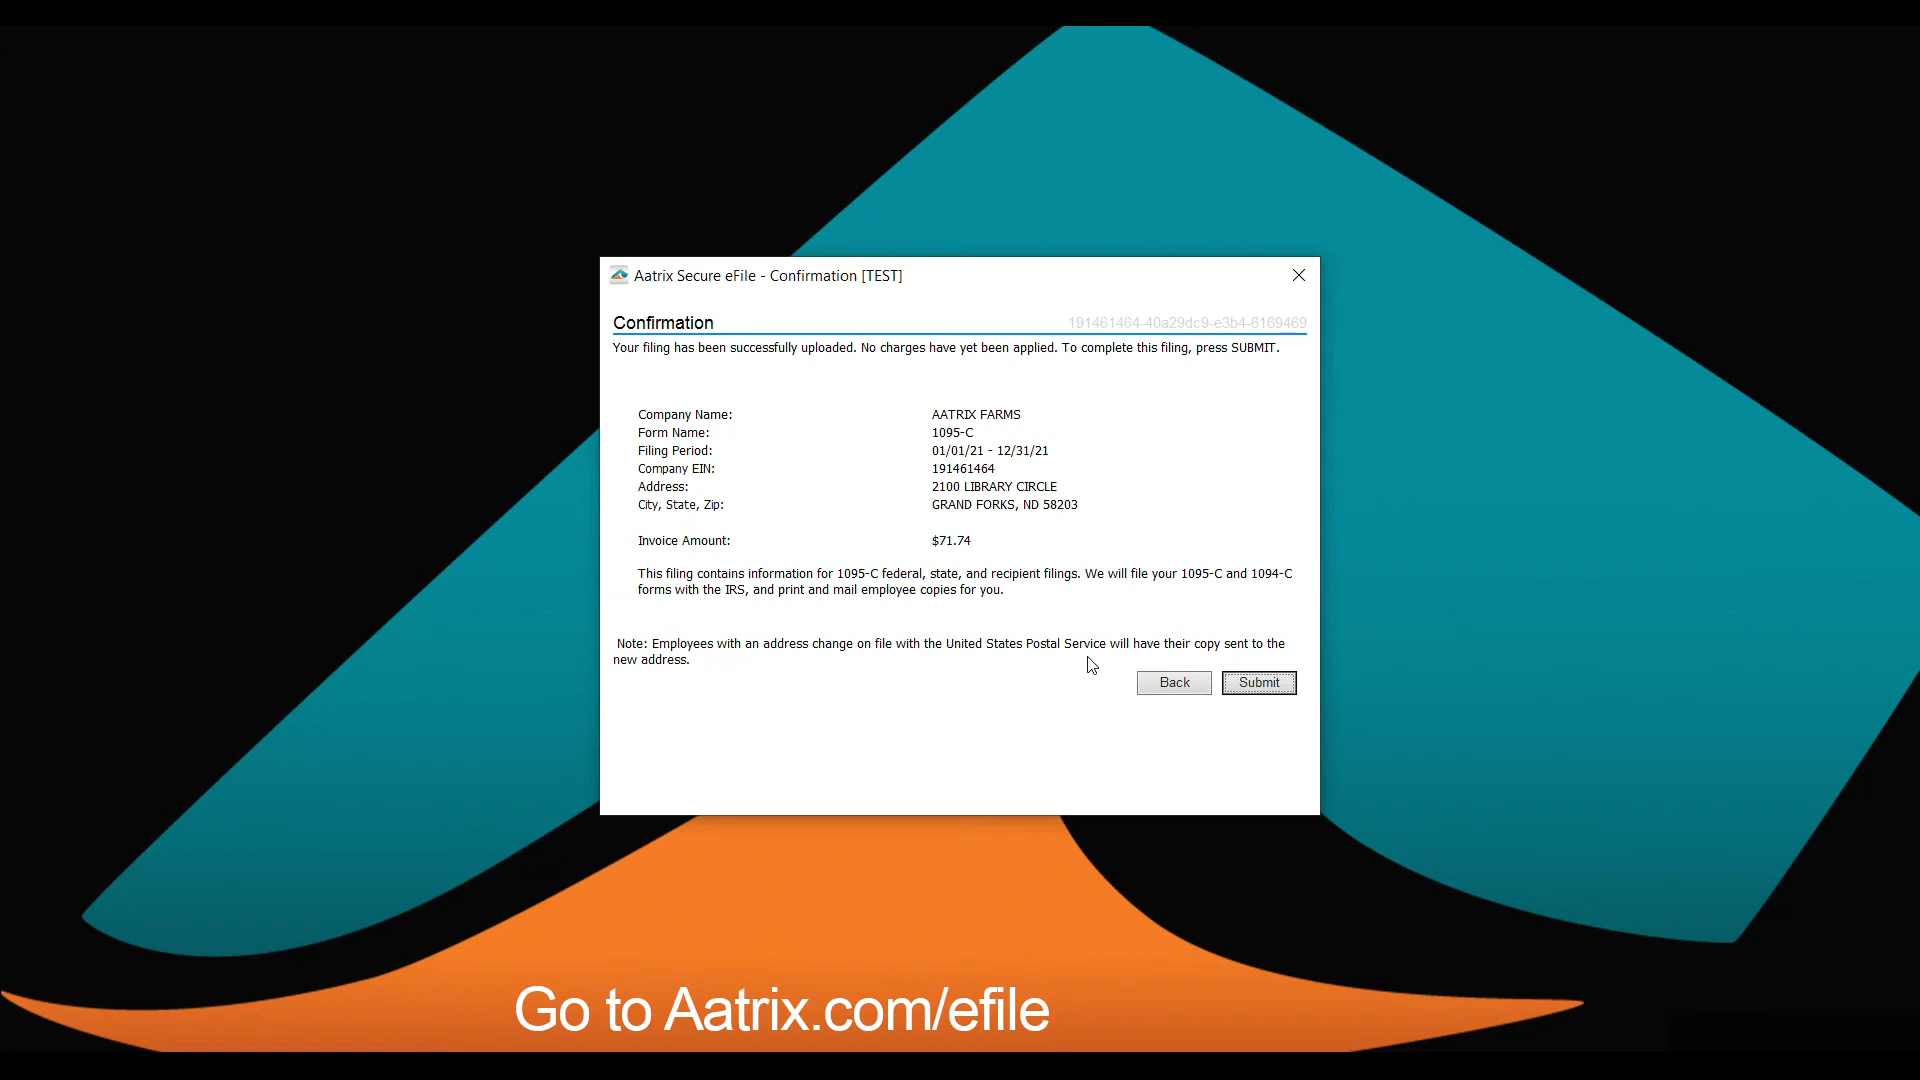 Aatrix Secure eFile - Confirmation [TEST]
Confirmation
191461464-40a29dc9-e3b4-6169469
Your filing has been successfully uploaded. No charges have yet been applied. To complete this filing, press SUBMIT.
Company Name: AATRIX FARMS
Form Name: 1095-C
Filing Period: 01/01/21 - 12/31/21
Company EIN: 191461464
Address: 2100 LIBRARY CIRCLE
City, State, Zip: GRAND FORKS, ND 58203
Invoice Amount: $71.74
This filing contains information for 1095-C federal, state, and recipient filings. We will file your 1095-C and 1094-C
forms with the IRS, and print and mail employee copies for you.
Note: Employees with an address change on file with the United States Postal Service will have their copy sent to the
new address.
Back Submit
Go to Aatrix.com/efile